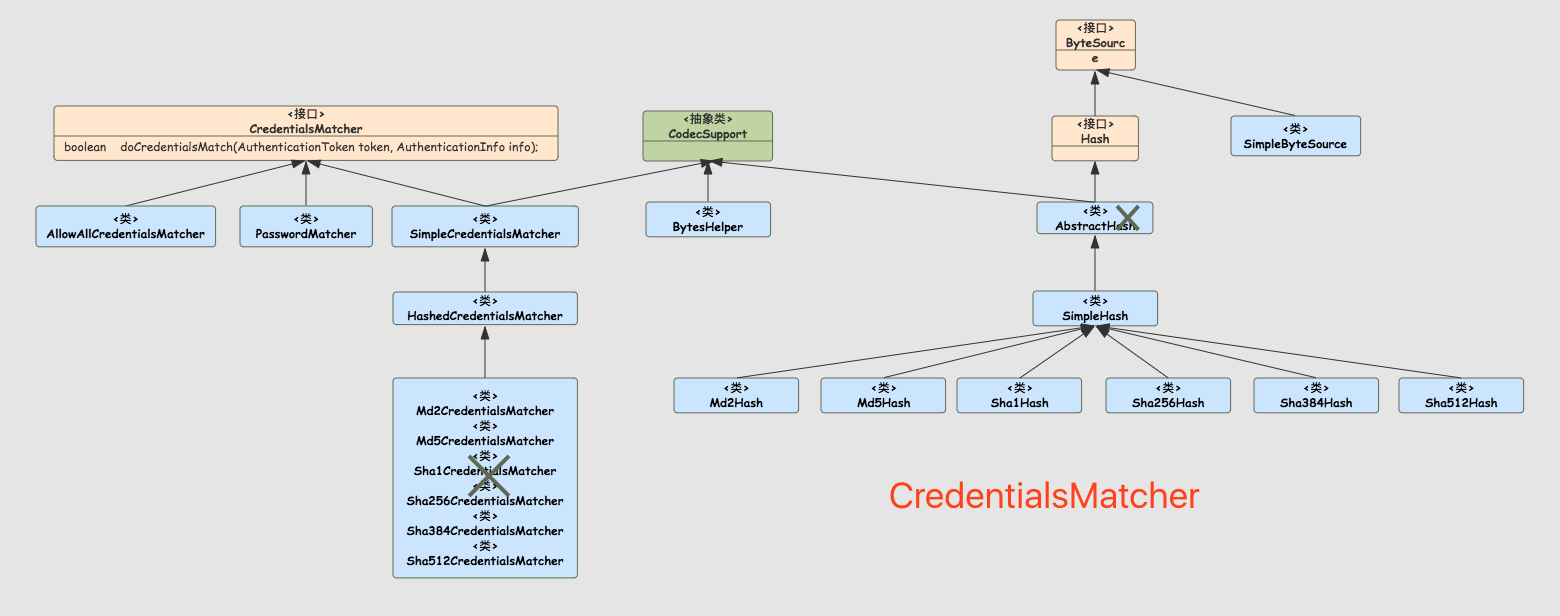 <接口>
ByteSourc
e
<接口>
CredentialsMatcher
boolean doCredentialsMatch(AuthenticationToken token, AuthenticationInfo info);
<抽象类>
CodecSupport
<接口>
Hash
<类>
SimpleByteSource
<类>
AllowAllCredentialsMatcher
<类>
PasswordMatcher
<类>
SimpleCredentialsMatcher
<类>
BytesHelper
<类>
AbstractHash
<类>
HashedCredentialsMatcher
<类>
SimpleHash
<类>
Md2CredentialsMatcher
<类>
Md5CredentialsMatcher
<类>
Sha1CredentialsMatcher
<类>
Sha256CredentialsMatcher
<类>
Sha384CredentialsMatcher
<类>
Sha512CredentialsMatcher
<类>
Md2Hash
<类>
Md5Hash
<类>
Sha1Hash
<类>
Sha256Hash
<类>
Sha384Hash
<类>
Sha512Hash
CredentialsMatcher